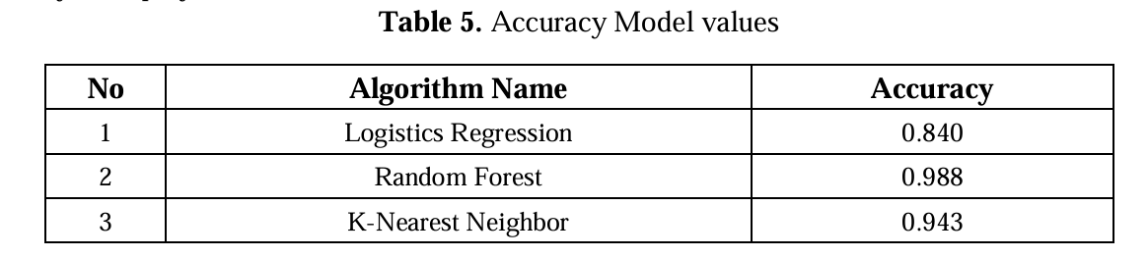 Table 5. Accuracy Model values
No Algorithm Name Accuracy
1 Logistics Regression 0.840
2 Random Forest 0.988
3 K-Nearest Neighbor 0.943